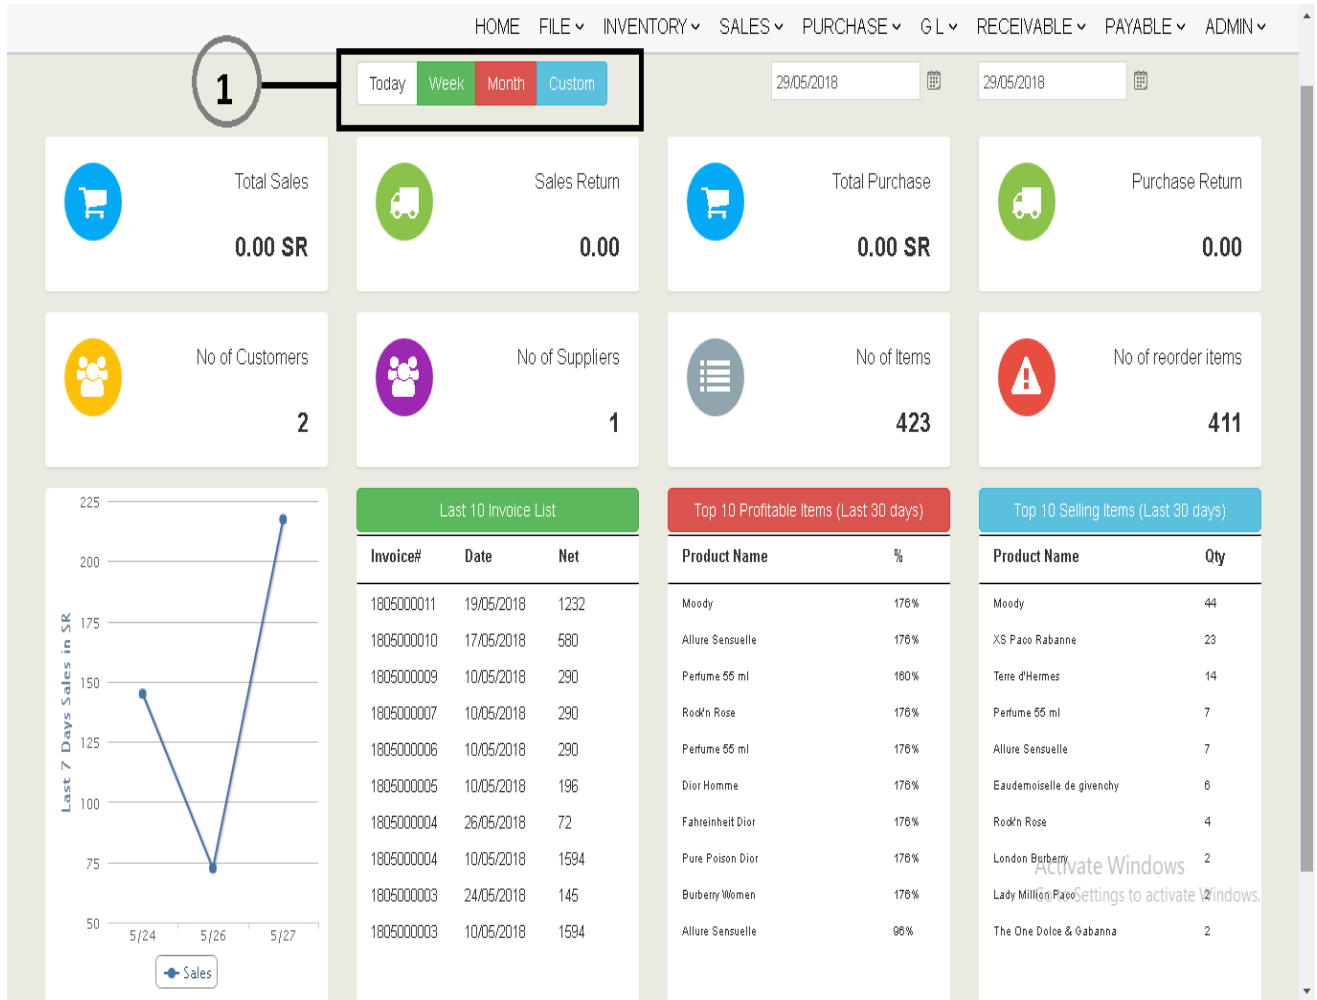 HOME FILE INVENTORY SALES PURCHASE G L RECEIVABLE PAYABLE ADMIN
1
Today Week Month Custom
29/05/2018 29/05/2018
Total Sales
0.00 SR
Sales Return
0.00
Total Purchase
0.00 SR
Purchase Return
0.00
No of Customers
2
No of Suppliers
1
No of Items
423
No of reorder items
411
Last 7 Days Sales in SR
225
200
175
150
125
100
75
50
5/24 5/26 5/27
Sales
Last 10 Invoice List
Invoice# Date Net
1805000011 19/05/2018 1232
1805000010 17/05/2018 580
1805000009 10/05/2018 290
1805000007 10/05/2018 290
1805000006 10/05/2018 290
1805000005 10/05/2018 196
1805000004 26/05/2018 72
1805000004 10/05/2018 1594
1805000003 24/05/2018 145
1805000003 10/05/2018 1594
Top 10 Profitable Items (Last 30 days)
Product Name %
Moody 176%
Allure Sensuelle 176%
Perfume 55 ml 160%
Rock'n Rose 176%
Perfume 55 ml 176%
Dior Homme 176%
Fahreinheit Dior 176%
Pure Poison Dior 176%
Burberry Women 176%
Allure Sensuelle 96%
Top 10 Selling Items (Last 30 days)
Product Name Qty
Moody 44
XS Paco Rabanne 23
Terre d'Hermes 14
Perfume 55 ml 7
Allure Sensuelle 7
Eaudemoiselle de givenchy 6
Rock'n Rose 4
London Burberry 2
Lady Million Paco 2
The One Dolce & Gabanna 2
Activate Windows
Go to Settings to activate Windows.